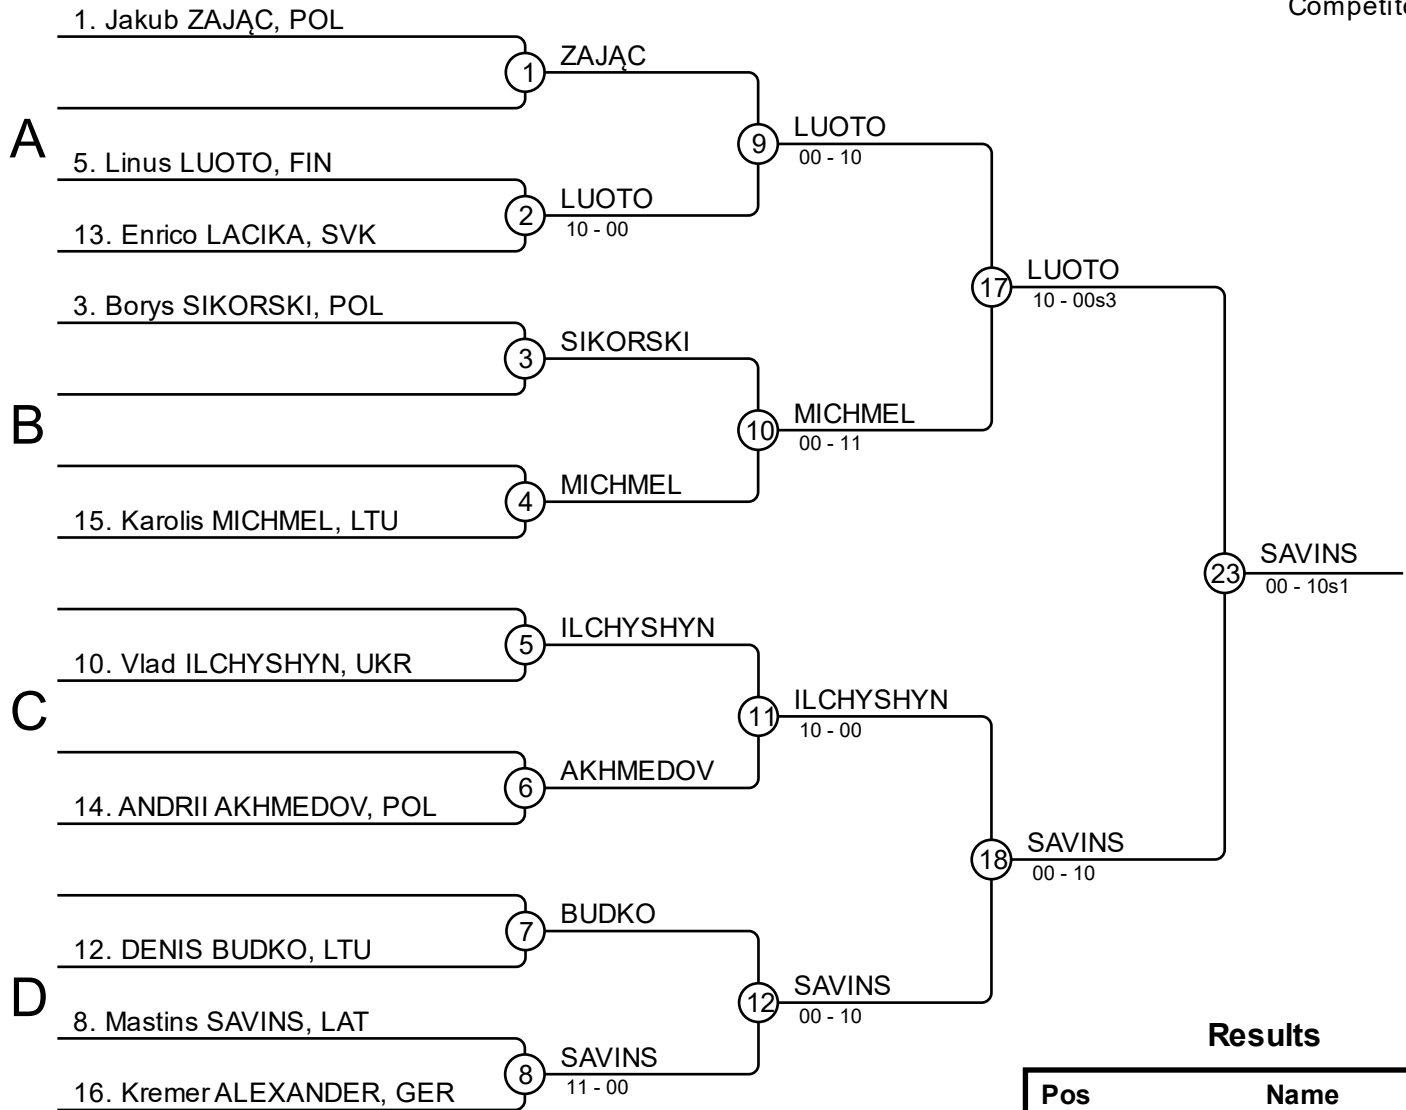 Competit
1. Jakub ZAJĄC, POL
1
ZAJĄC
A
5. Linus LUOTO, FIN
2
LUOTO
10 - 00
13. Enrico LACIKA, SVK
9
LUOTO
00 - 10
3. Borys SIKORSKI, POL
3
SIKORSKI
B
4
MICHMEL
15. Karolis MICHMEL, LTU
10
MICHMEL
00 - 11
17
LUOTO
10 - 00s3
5
ILCHYSHYN
10. Vlad ILCHYSHYN, UKR
C
6
AKHMEDOV
14. ANDRII AKHMEDOV, POL
11
ILCHYSHYN
10 - 00
7
BUDKO
12. DENIS BUDKO, LTU
D
8. Mastins SAVINS, LAT
8
SAVINS
11 - 00
16. Kremer ALEXANDER, GER
12
SAVINS
00 - 10
18
SAVINS
00 - 10
23
SAVINS
00 - 10s1
Results
Pos Name